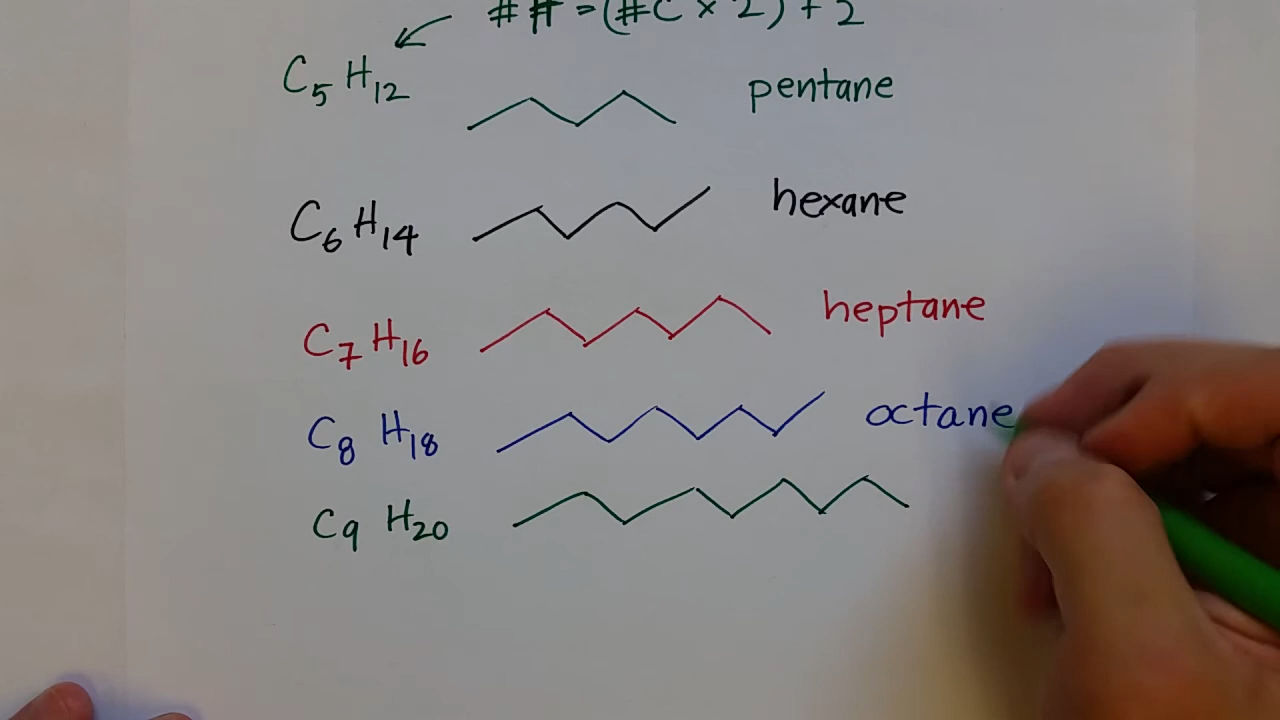 #H = (#C × 2) + 2
C₅H₁₂ pentane
C₆H₁₄ hexane
C₇H₁₆ heptane
C₈H₁₈ octane
C₉H₂₀